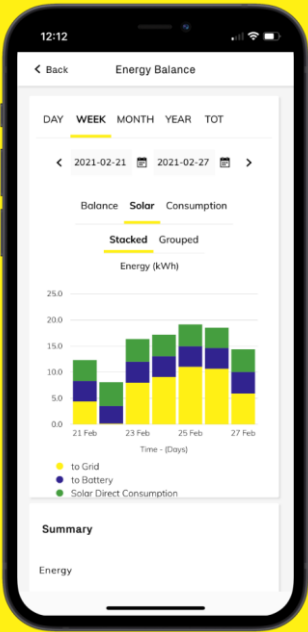 12:12
Back Energy Balance
DAY WEEK MONTH YEAR TOT
2021-02-21 2021-02-27
Balance Solar Consumption
Stacked Grouped
Energy (kWh)
25.0
20.0
15.0
10.0
5.0
0.0
21 Feb 23 Feb 25 Feb 27 Feb
Time - (Days)
to Grid
to Battery
Solar Direct Consumption
Summary
Energy